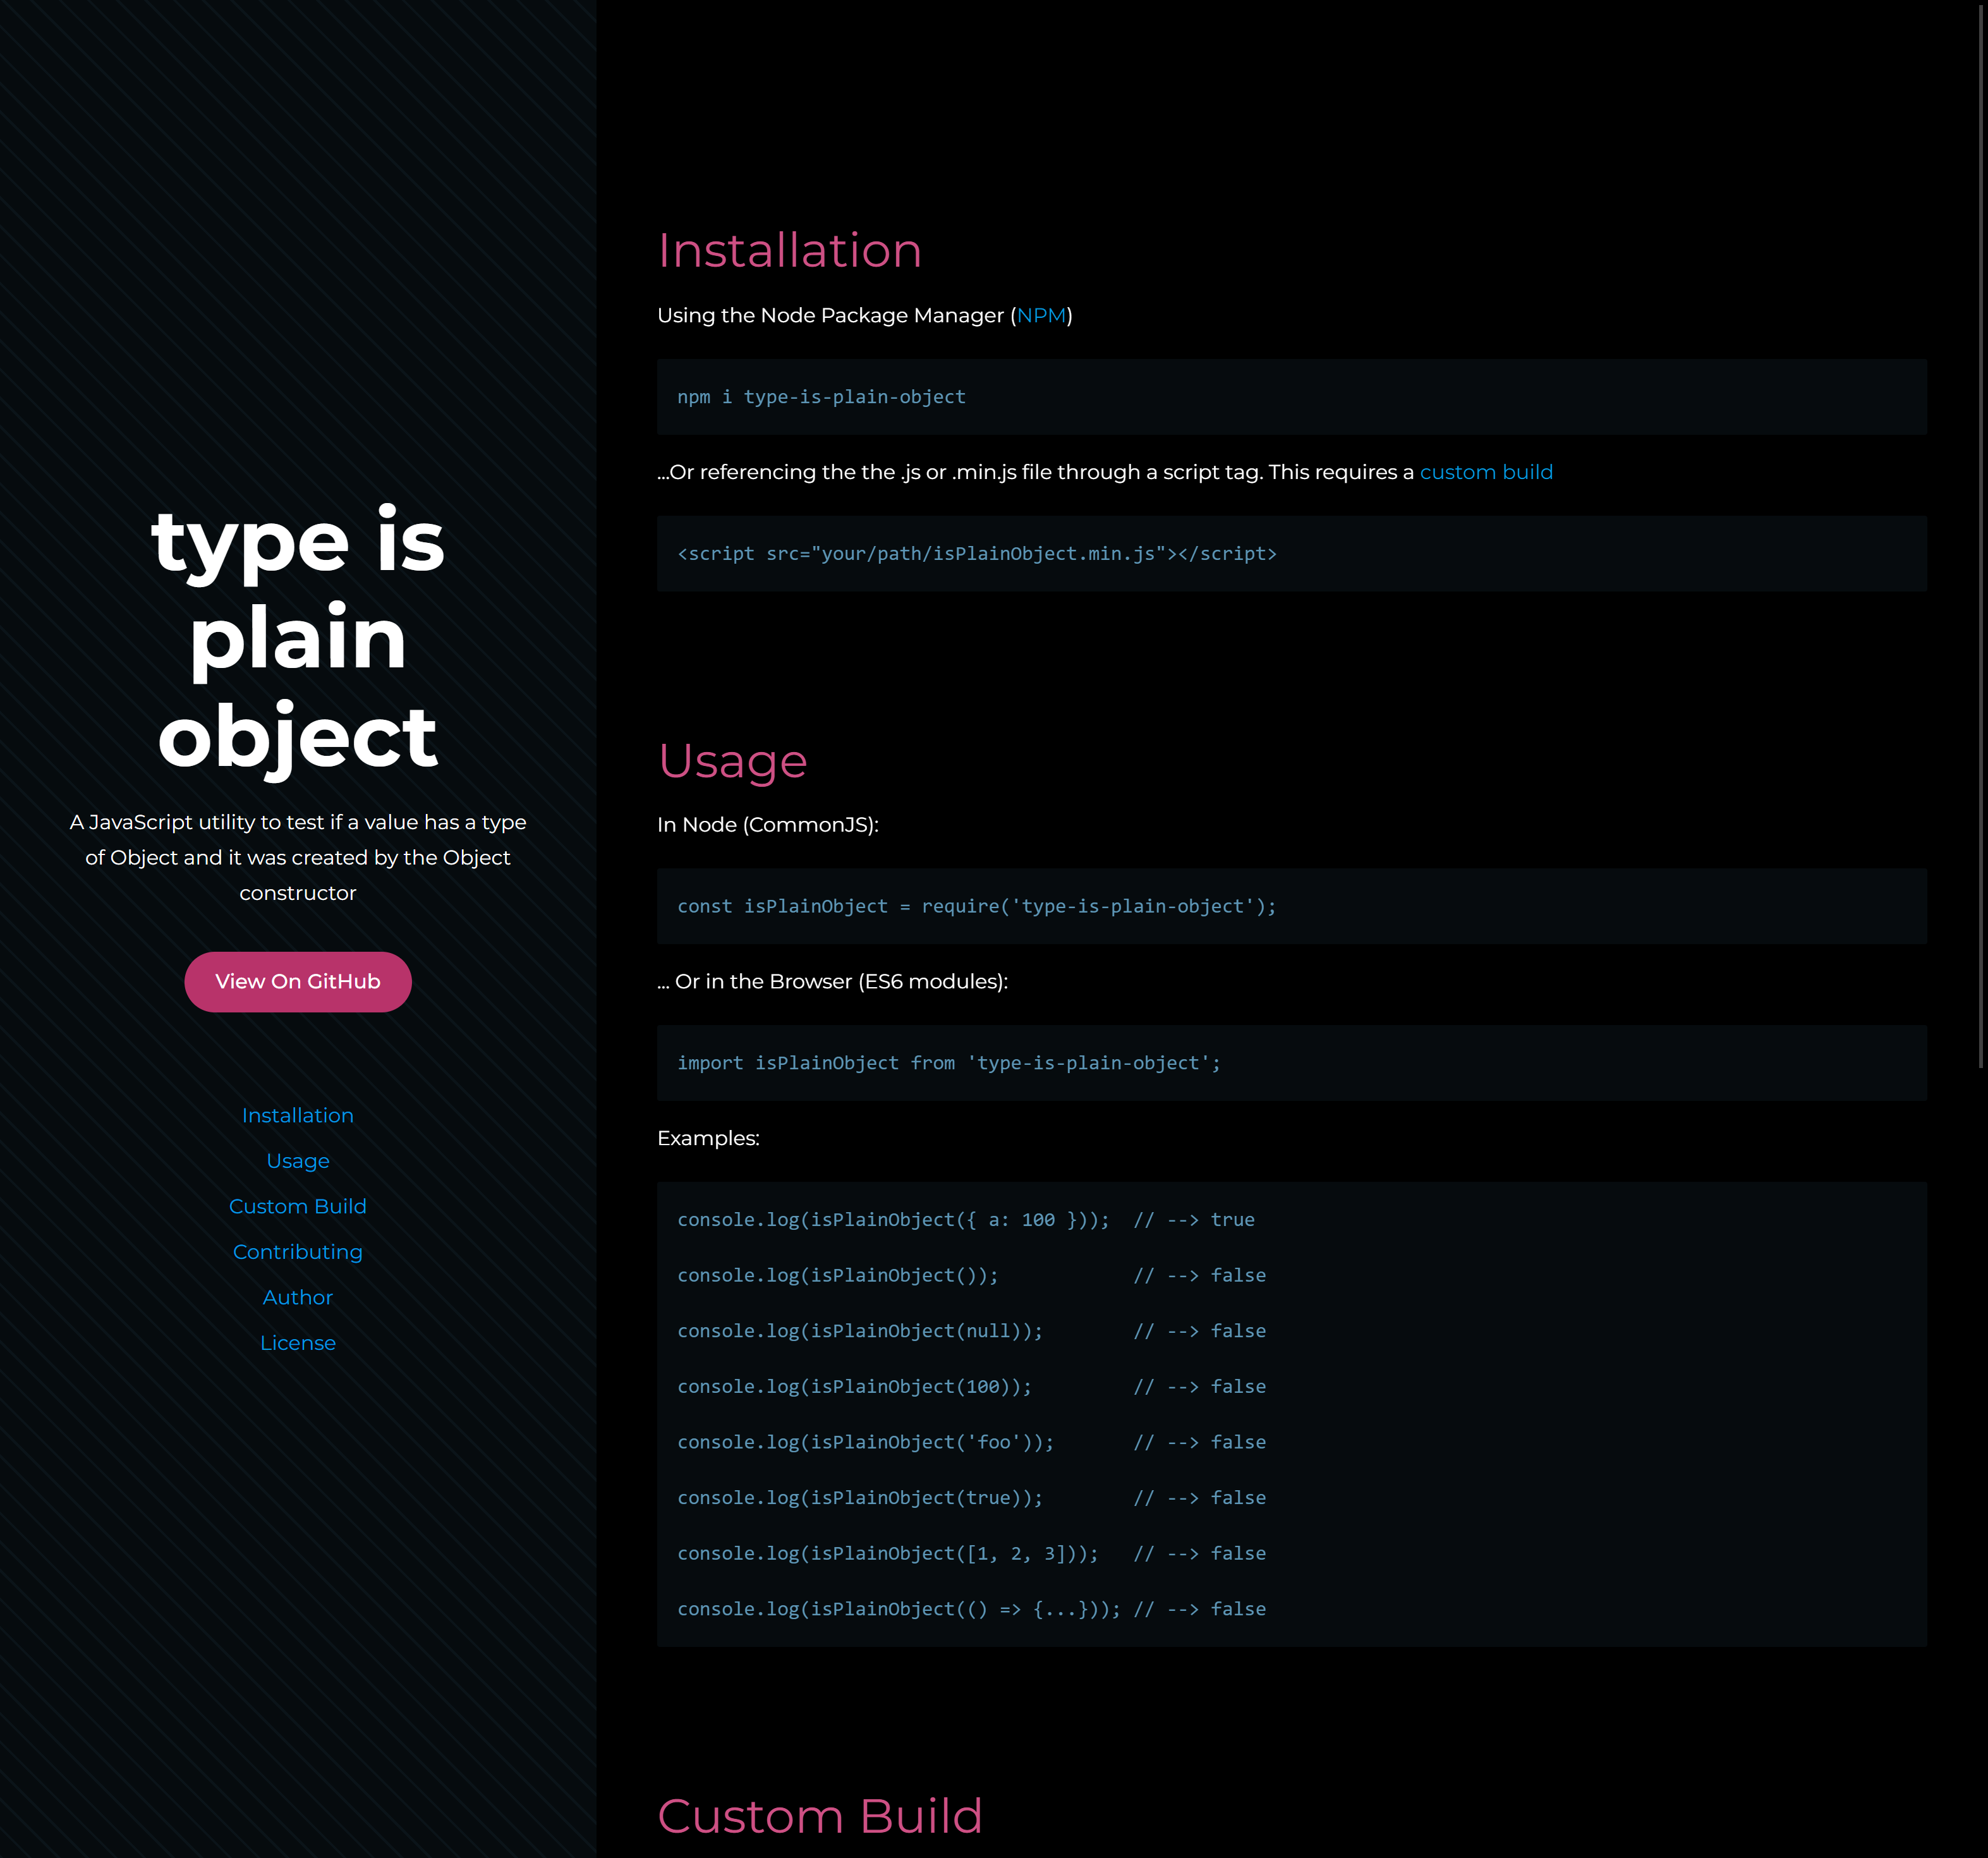 type is
plain
object
A JavaScript utility to test if a value has a type
of Object and it was created by the Object
constructor
View On GitHub
Installation
Usage
Custom Build
Contributing
Author
License
Installation
Using the Node Package Manager (NPM)
npm i type-is-plain-object
...Or referencing the the .js or .min.js file through a script tag. This requires a custom build
<script src="your/path/isPlainObject.min.js"></script>
Usage
In Node (CommonJS):
const isPlainObject = require('type-is-plain-object');
... Or in the Browser (ES6 modules):
import isPlainObject from 'type-is-plain-object';
Examples:
console.log(isPlainObject({ a: 100 }));  // --> true
console.log(isPlainObject());            // --> false
console.log(isPlainObject(null));        // --> false
console.log(isPlainObject(100));         // --> false
console.log(isPlainObject('foo'));       // --> false
console.log(isPlainObject(true));        // --> false
console.log(isPlainObject([1, 2, 3]));   // --> false
console.log(isPlainObject(() => {...})); // --> false
Custom Build